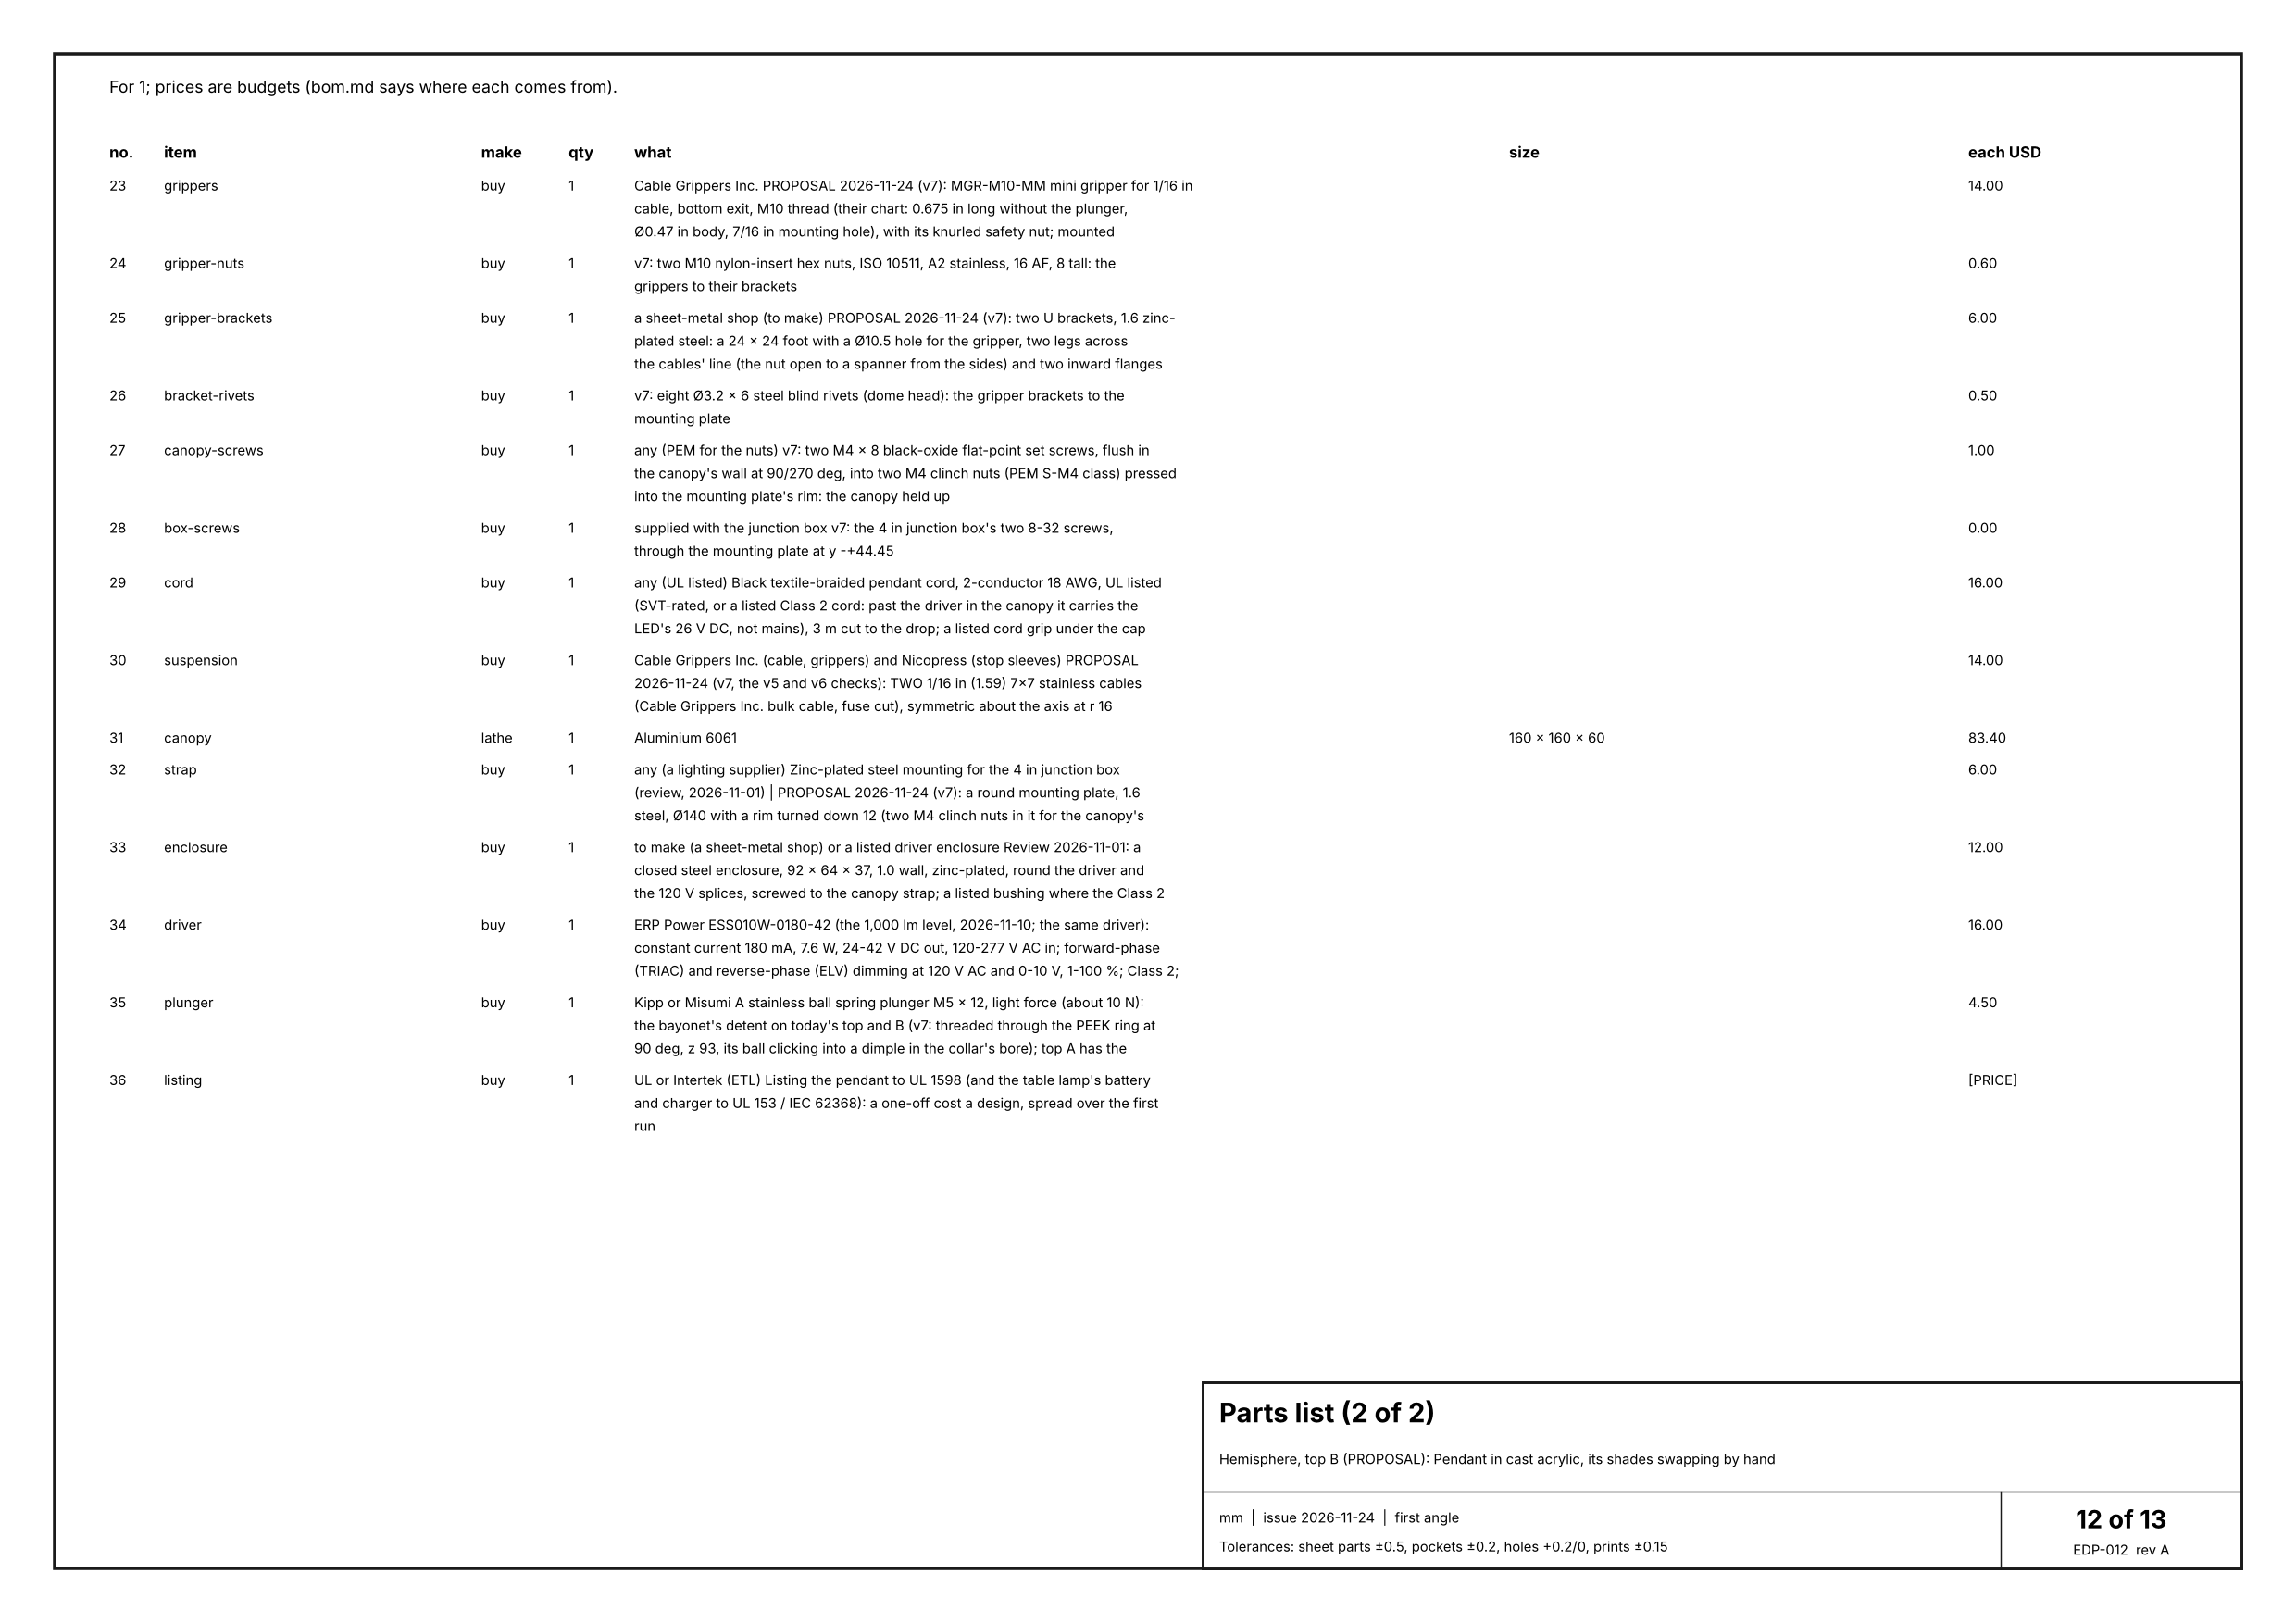 For 1; prices are budgets (bom.md says where each comes from).
no. item make qty what size each USD
23 grippers buy 1 Cable Grippers Inc. PROPOSAL 2026-11-24 (v7): MGR-M10-MM mini gripper for 1/16 in 14.00
cable, bottom exit, M10 thread (their chart: 0.675 in long without the plunger,
Ø0.47 in body, 7/16 in mounting hole), with its knurled safety nut; mounted
24 gripper-nuts buy 1 v7: two M10 nylon-insert hex nuts, ISO 10511, A2 stainless, 16 AF, 8 tall: the 0.60
grippers to their brackets
25 gripper-brackets buy 1 a sheet-metal shop (to make) PROPOSAL 2026-11-24 (v7): two U brackets, 1.6 zinc- 6.00
plated steel: a 24 × 24 foot with a Ø10.5 hole for the gripper, two legs across
the cables' line (the nut open to a spanner from the sides) and two inward flanges
26 bracket-rivets buy 1 v7: eight Ø3.2 × 6 steel blind rivets (dome head): the gripper brackets to the 0.50
mounting plate
27 canopy-screws buy 1 any (PEM for the nuts) v7: two M4 × 8 black-oxide flat-point set screws, flush in 1.00
the canopy's wall at 90/270 deg, into two M4 clinch nuts (PEM S-M4 class) pressed
into the mounting plate's rim: the canopy held up
28 box-screws buy 1 supplied with the junction box v7: the 4 in junction box's two 8-32 screws, 0.00
through the mounting plate at y -+44.45
29 cord buy 1 any (UL listed) Black textile-braided pendant cord, 2-conductor 18 AWG, UL listed 16.00
(SVT-rated, or a listed Class 2 cord: past the driver in the canopy it carries the
LED's 26 V DC, not mains), 3 m cut to the drop; a listed cord grip under the cap
30 suspension buy 1 Cable Grippers Inc. (cable, grippers) and Nicopress (stop sleeves) PROPOSAL 14.00
2026-11-24 (v7, the v5 and v6 checks): TWO 1/16 in (1.59) 7×7 stainless cables
(Cable Grippers Inc. bulk cable, fuse cut), symmetric about the axis at r 16
31 canopy lathe 1 Aluminium 6061 160 × 160 × 60 83.40
32 strap buy 1 any (a lighting supplier) Zinc-plated steel mounting for the 4 in junction box 6.00
(review, 2026-11-01) | PROPOSAL 2026-11-24 (v7): a round mounting plate, 1.6
steel, Ø140 with a rim turned down 12 (two M4 clinch nuts in it for the canopy's
33 enclosure buy 1 to make (a sheet-metal shop) or a listed driver enclosure Review 2026-11-01: a 12.00
closed steel enclosure, 92 × 64 × 37, 1.0 wall, zinc-plated, round the driver and
the 120 V splices, screwed to the canopy strap; a listed bushing where the Class 2
34 driver buy 1 ERP Power ESS010W-0180-42 (the 1,000 lm level, 2026-11-10; the same driver): 16.00
constant current 180 mA, 7.6 W, 24-42 V DC out, 120-277 V AC in; forward-phase
(TRIAC) and reverse-phase (ELV) dimming at 120 V AC and 0-10 V, 1-100 %; Class 2;
35 plunger buy 1 Kipp or Misumi A stainless ball spring plunger M5 × 12, light force (about 10 N): 4.50
the bayonet's detent on today's top and B (v7: threaded through the PEEK ring at
90 deg, z 93, its ball clicking into a dimple in the collar's bore); top A has the
36 listing buy 1 UL or Intertek (ETL) Listing the pendant to UL 1598 (and the table lamp's battery [PRICE]
and charger to UL 153 / IEC 62368): a one-off cost a design, spread over the first
run
Parts list (2 of 2)
Hemisphere, top B (PROPOSAL): Pendant in cast acrylic, its shades swapping by hand
mm | issue 2026-11-24 | first angle
Tolerances: sheet parts ±0.5, pockets ±0.2, holes +0.2/0, prints ±0.15
12 of 13
EDP-012 rev A